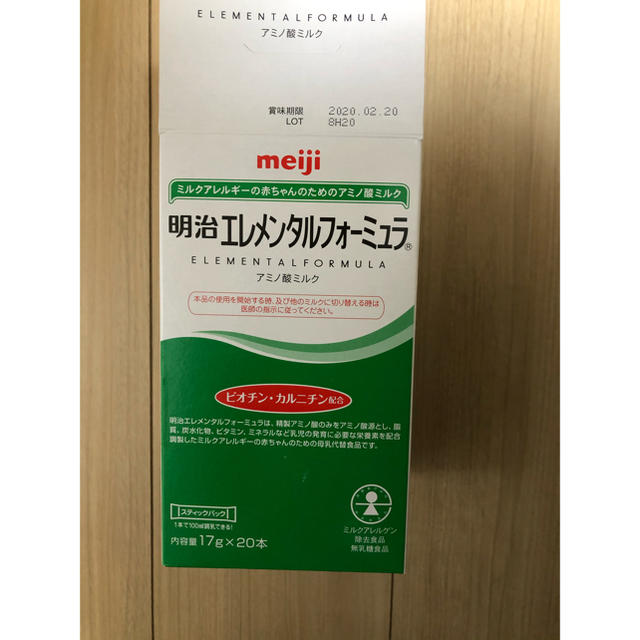 ELEMENTALFORMULA
アミノ酸ミルク
賞味期限 2020.02.20
LOT 8H20
meiji
ミルクアレルギーの赤ちゃんのためのアミノ酸ミルク
明治エレメンタルフォーミュラ®
ELEMENTALFORMULA
アミノ酸ミルク
本品の使用を開始する時、及び他のミルクに切り替える時は
医師の指示に従ってください。
ビオチン・カルニチン配合
明治エレメンタルフォーミュラは、精製アミノ酸のみをアミノ酸源とし、脂
質、炭水化物、ビタミン、ミネラルなど乳児の発育に必要な栄養素を配合
調製したミルクアレルギーの赤ちゃんのための母乳代替食品です。
スティックパック
1本で100ml調乳できる!
内容量17g×20本
ミルクアレルゲン
除去食品
無乳糖食品